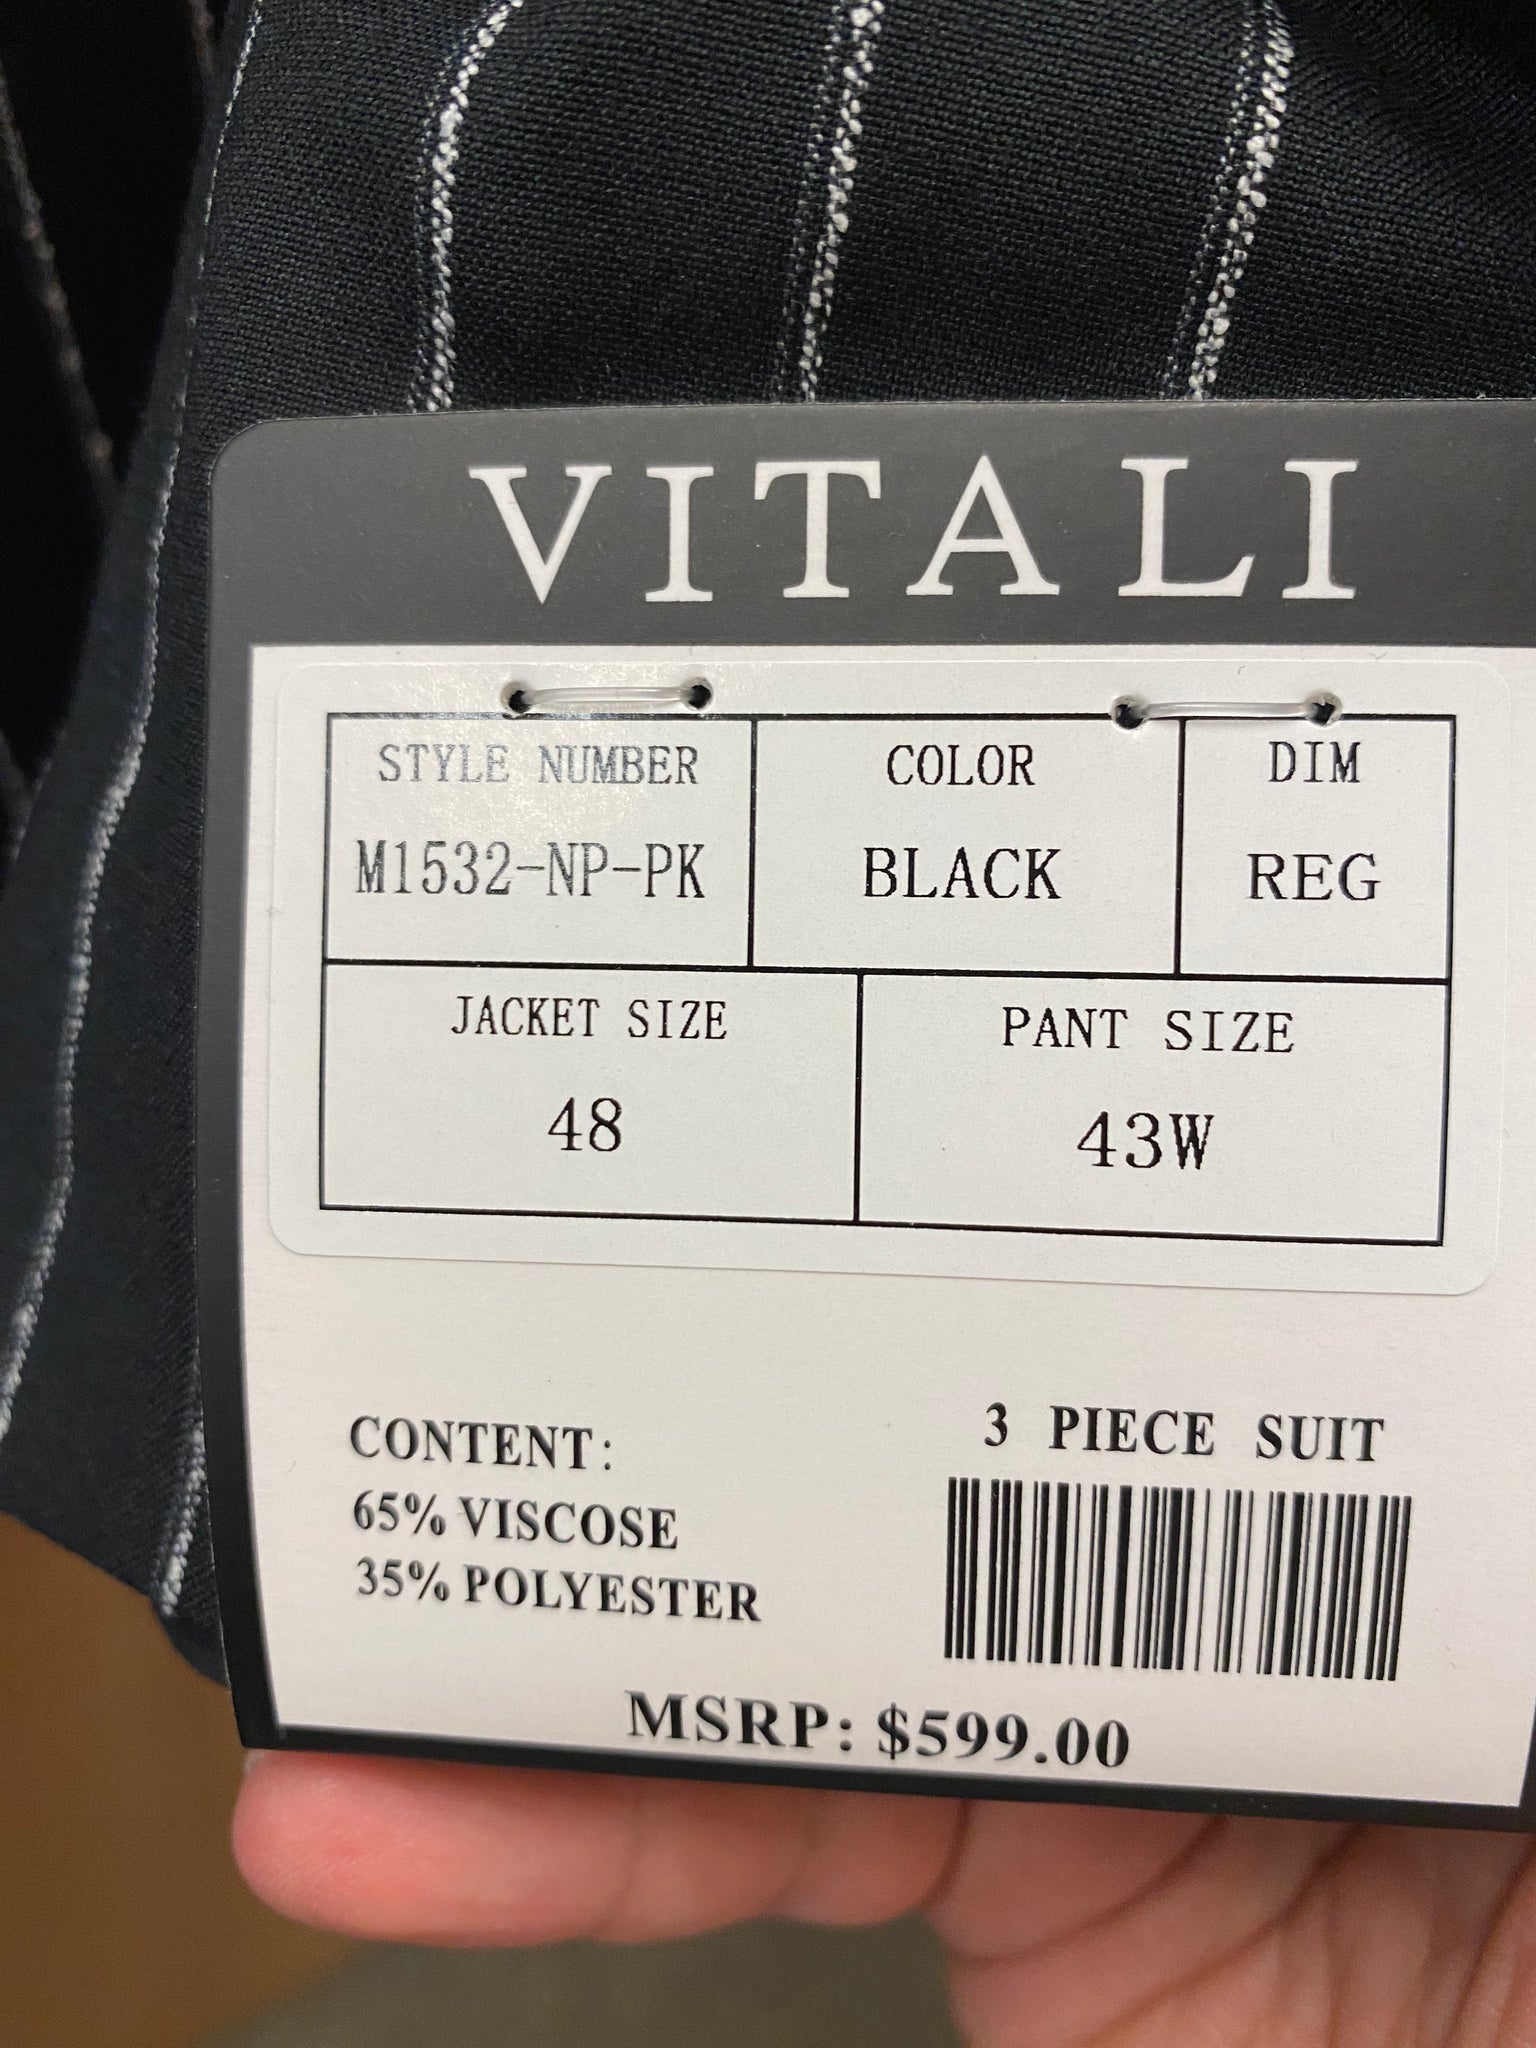 VITALI
STYLE NUMBER COLOR DIM
M1532-NP-PK BLACK REG
JACKET SIZE PANT SIZE
48 43W
CONTENT:
65% VISCOSE
35% POLYESTER
3 PIECE SUIT
MSRP: $599.00